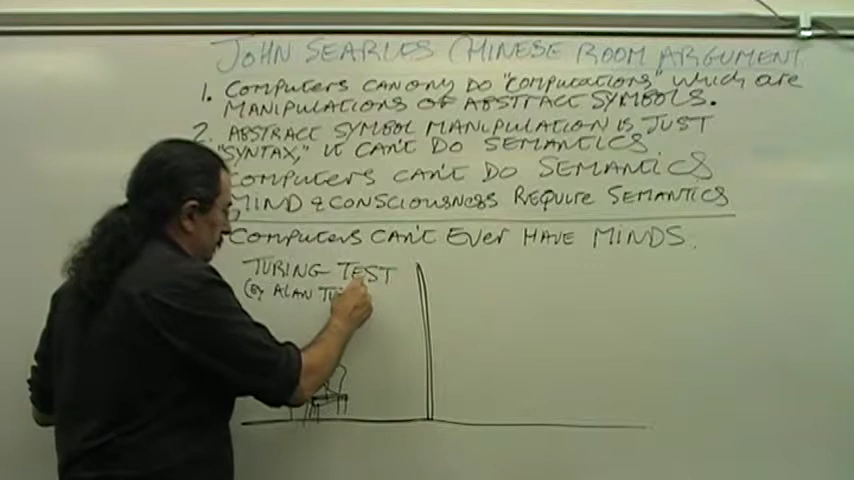 JOHN SEARLES CHINESE ROOM ARGUMENT
1. COMPUTERS CAN ONY DO "COMPUTATIONS" WHICH ARE
MANIPULATIONS OF ABSTRACT SYMBOLS.
2. ABSTRACT SYMBOL MANIPULATION IS JUST
"SYNTAX," IT CAN'T DO SEMANTICS.
COMPUTERS CAN'T DO SEMANTICS
MIND & CONSCIOUSNESS REQUIRE SEMANTICS
COMPUTERS CAN'T EVER HAVE MINDS.
TURING TEST
(BY ALAN